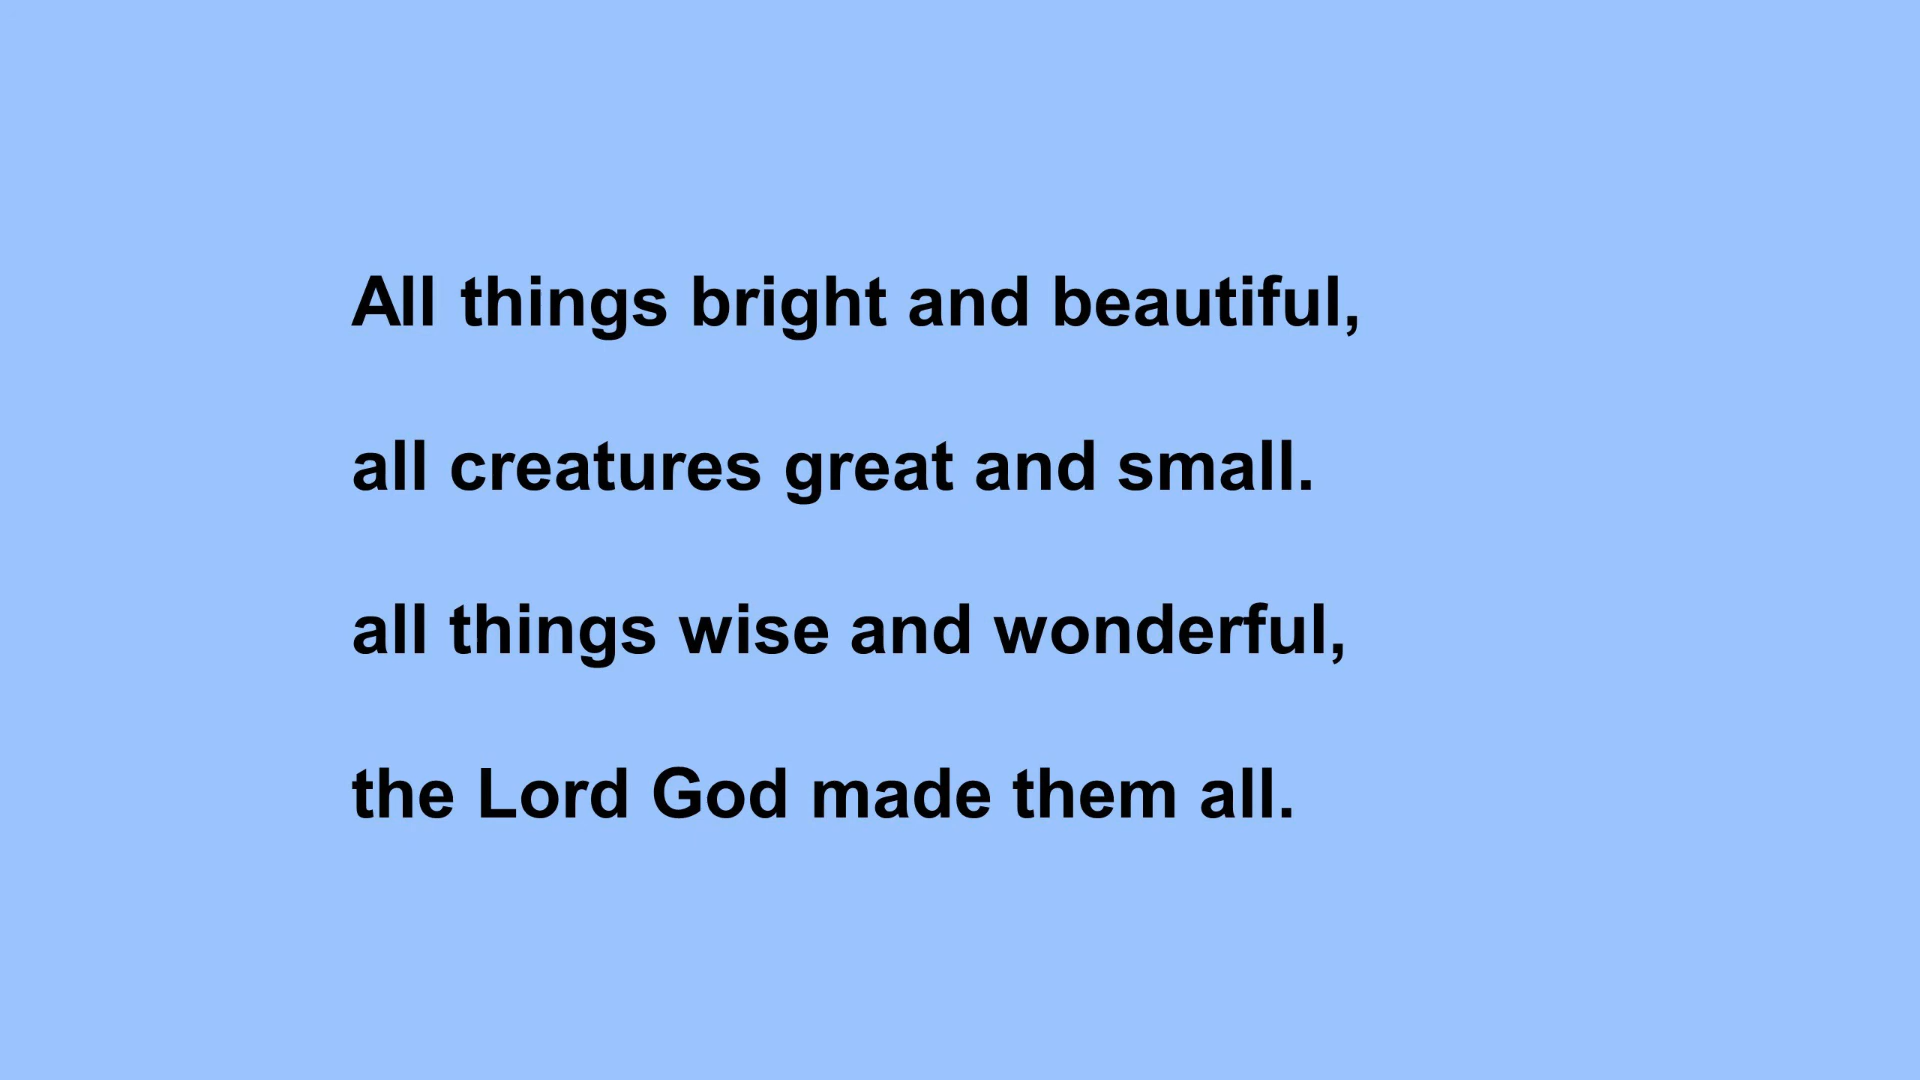 All things bright and beautiful,
all creatures great and small.
all things wise and wonderful,
the Lord God made them all.